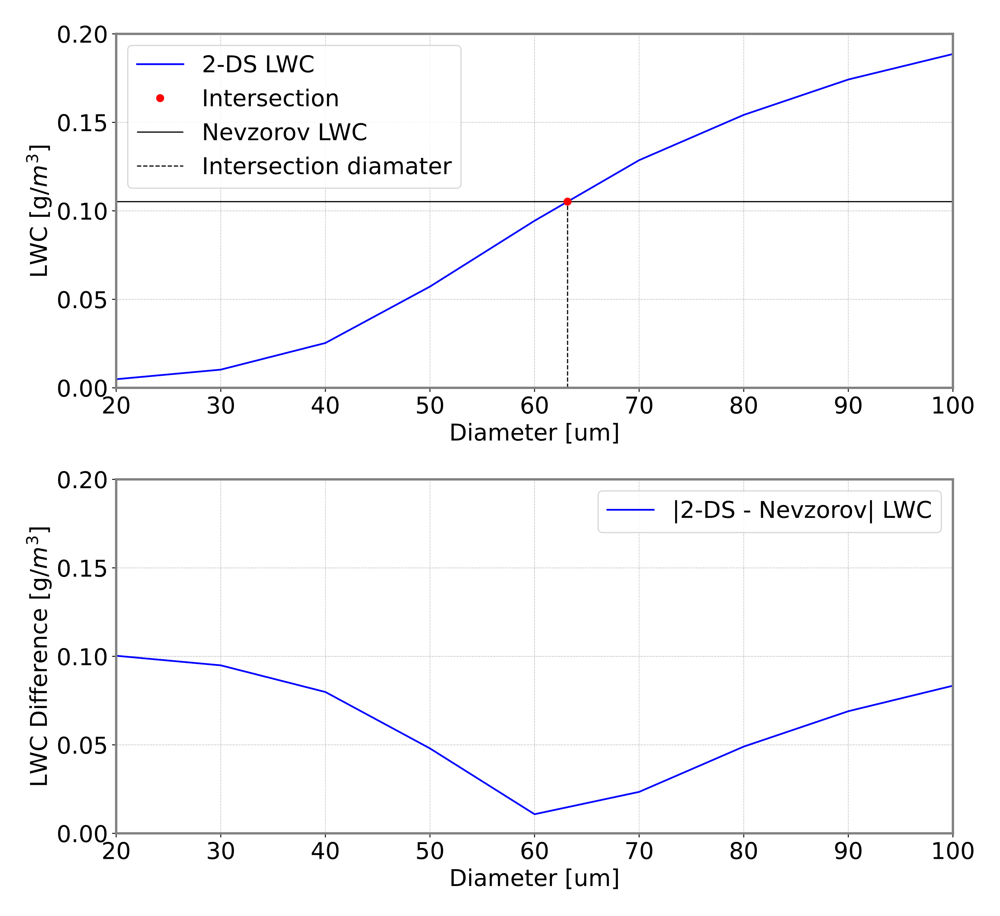 0.20
0.15
0.10
0.05
0.00
LWC [g/m³]
2-DS LWC
Intersection
Nevzorov LWC
Intersection diamater
20 30 40 50 60 70 80 90 100
Diameter [um]
0.20
0.15
0.10
0.05
0.00
LWC Difference [g/m³]
|2-DS - Nevzorov| LWC
20 30 40 50 60 70 80 90 100
Diameter [um]